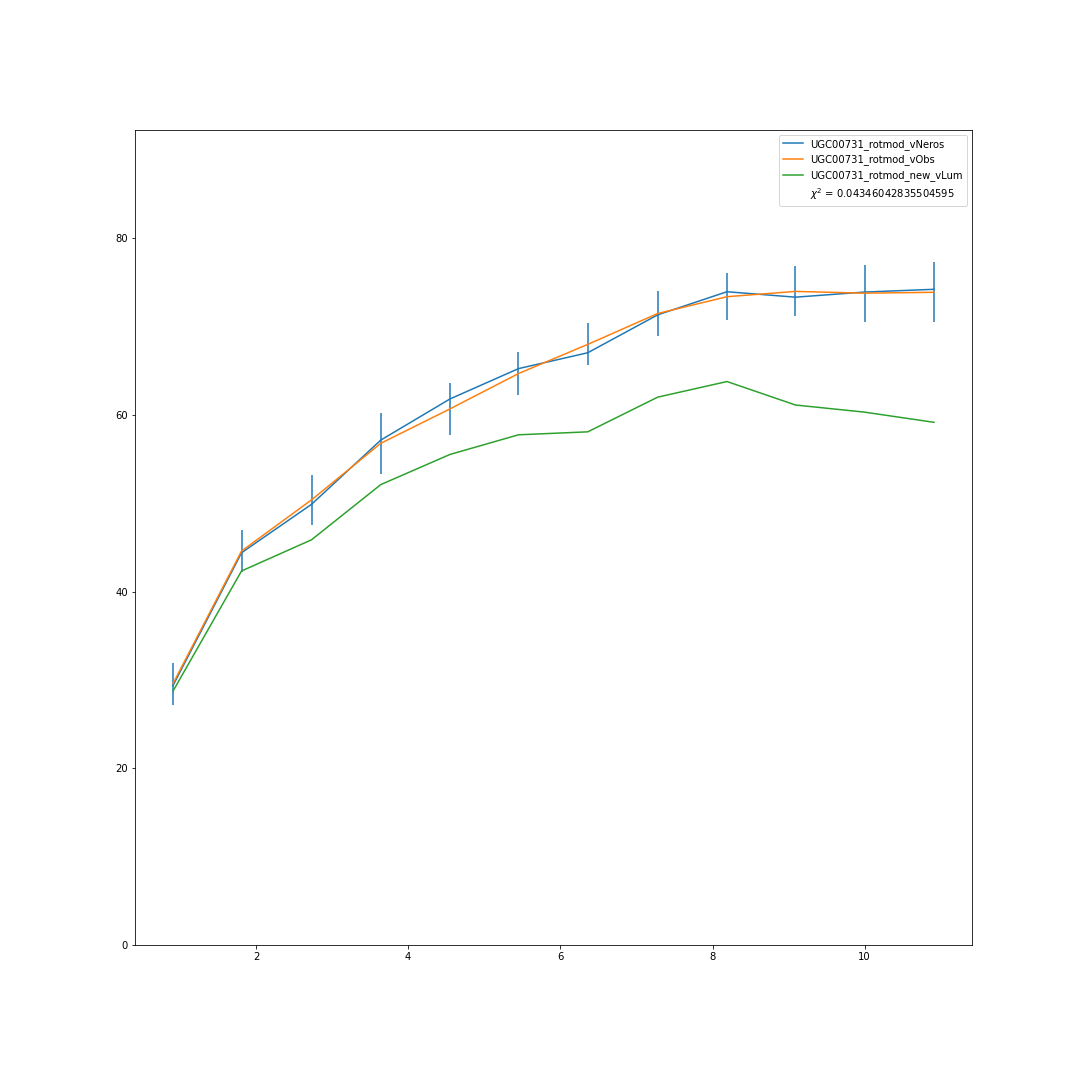 UGC00731_rotmod_vNeros
UGC00731_rotmod_vObs
UGC00731_rotmod_new_vLum
χ² = 0.04346042835504595
80
60
40
20
0
2 4 6 8 10